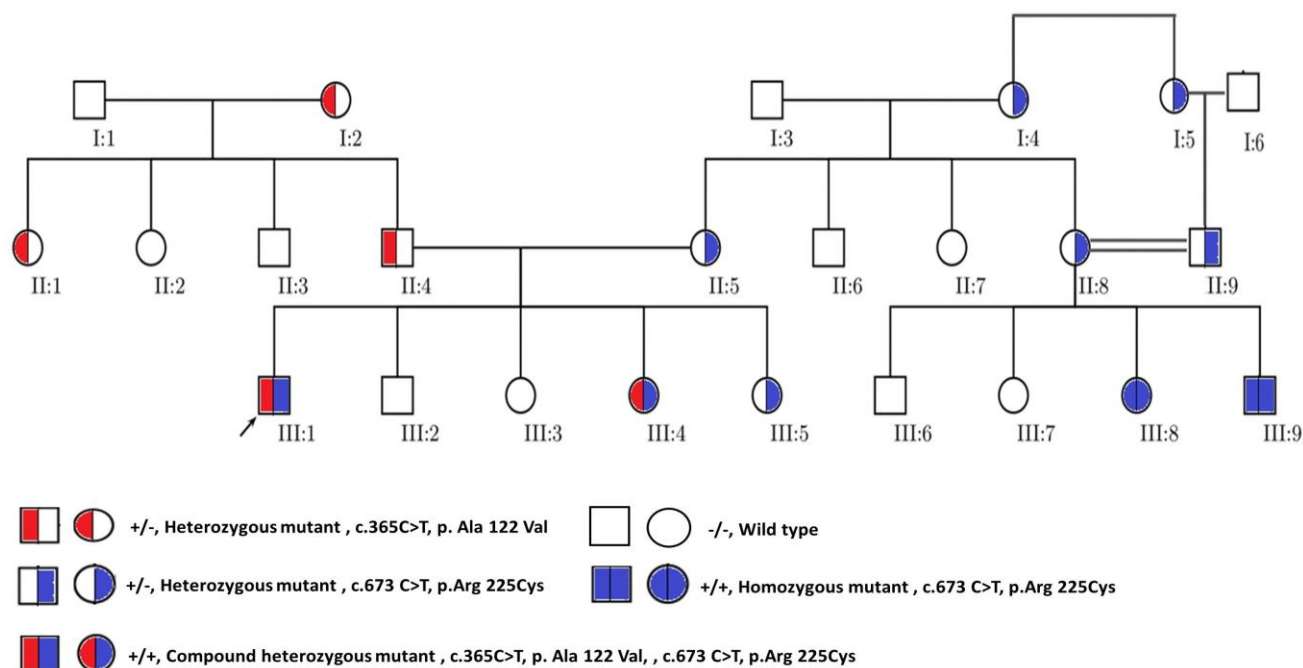 I:1 I:2 I:3 I:4 I:5 I:6
II:1 II:2 II:3 II:4 II:5 II:6 II:7 II:8 II:9
III:1 III:2 III:3 III:4 III:5 III:6 III:7 III:8 III:9
+/-, Heterozygous mutant , c.365C>T, p. Ala 122 Val
-/-, Wild type
+/-, Heterozygous mutant , c.673 C>T, p.Arg 225Cys
+/+, Homozygous mutant , c.673 C>T, p.Arg 225Cys
+/+, Compound heterozygous mutant , c.365C>T, p. Ala 122 Val, , c.673 C>T, p.Arg 225Cys